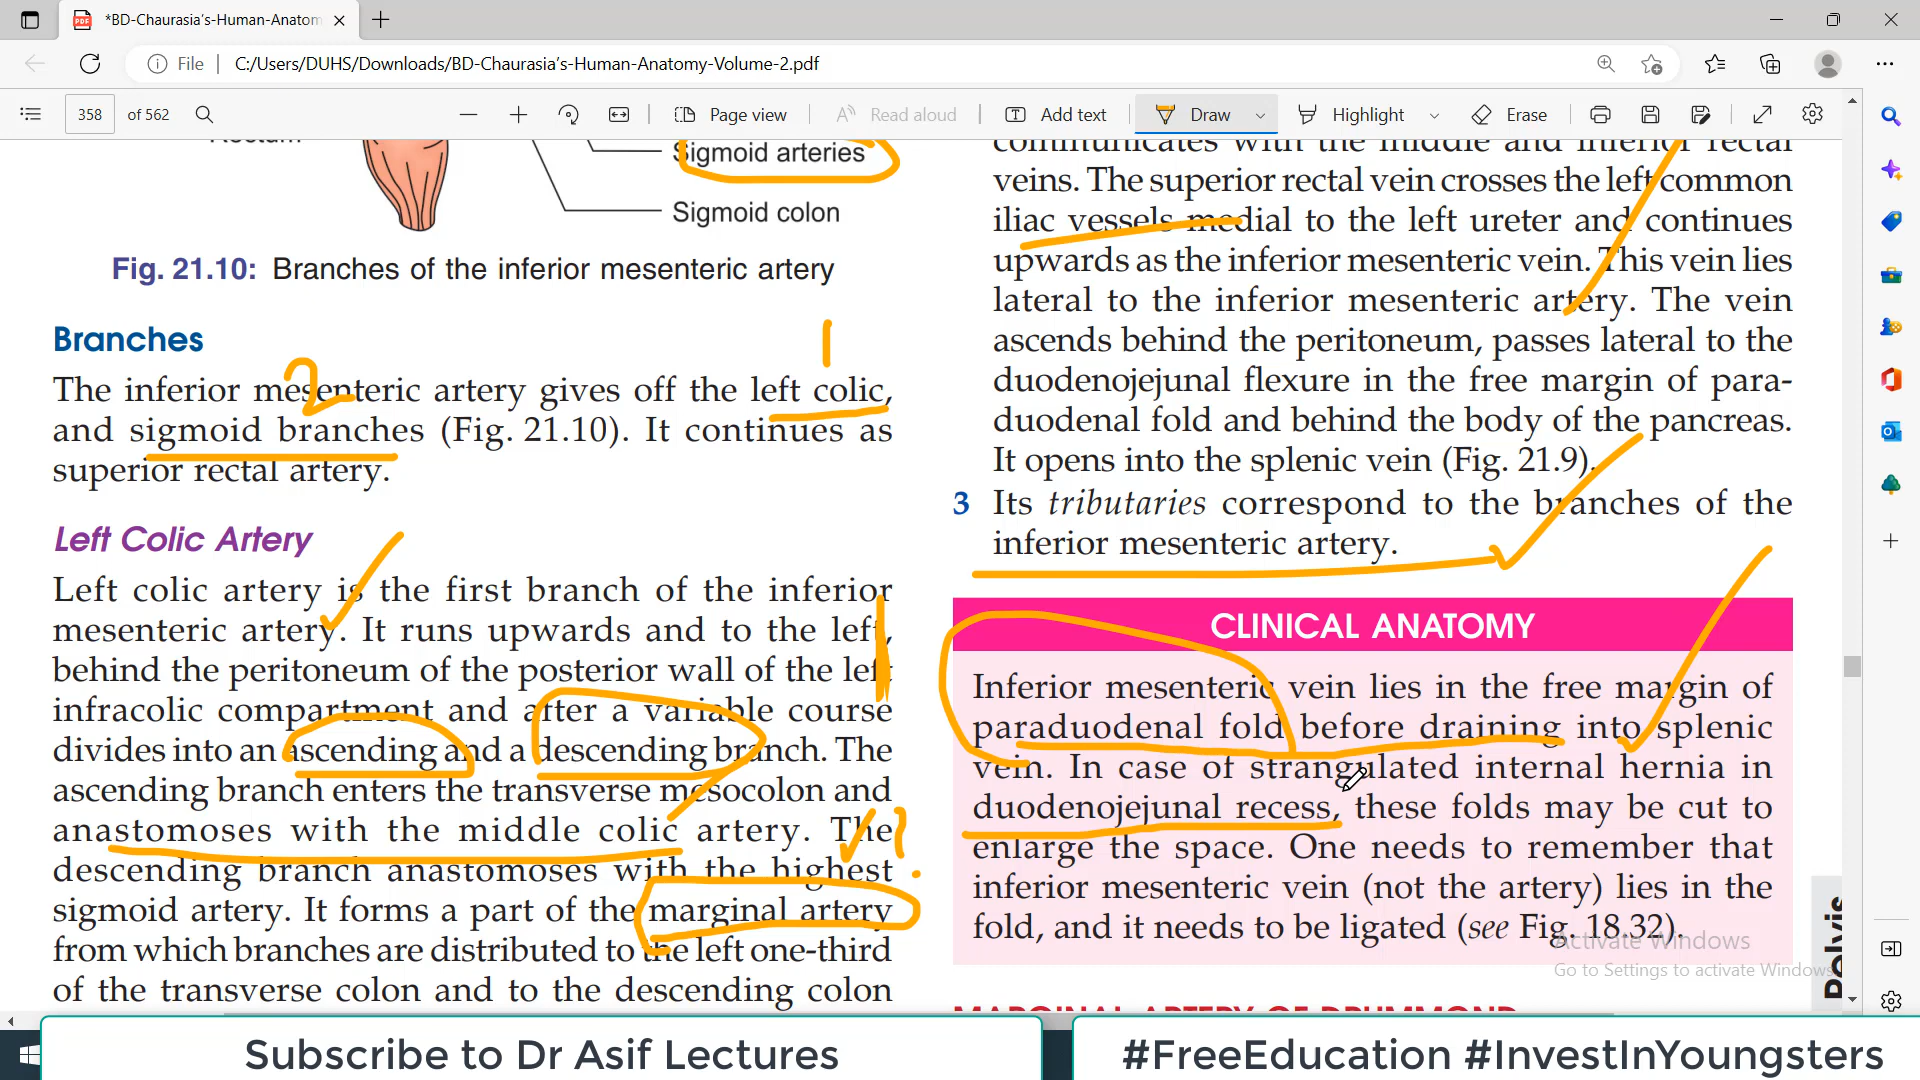 *BD-Chaurasia's-Human-Anatom
File
C:/Users/DUHS/Downloads/BD-Chaurasia's-Human-Anatomy-Volume-2.pdf
358 of 562
Page view
Read aloud
Add text
Draw
Highlight
Erase
Rectum
Sigmoid arteries
Sigmoid colon
Fig. 21.10: Branches of the inferior mesenteric artery
Branches
1
2
The inferior mesenteric artery gives off the left colic,
and sigmoid branches (Fig. 21.10). It continues as
superior rectal artery.
Left Colic Artery
Left colic artery is the first branch of the inferior
mesenteric artery. It runs upwards and to the left,
behind the peritoneum of the posterior wall of the left
infracolic compartment and after a variable course
divides into an ascending and a descending branch. The
ascending branch enters the transverse mesocolon and
anastomoses with the middle colic artery. The
descending branch anastomoses with the highest
sigmoid artery. It forms a part of the marginal artery
from which branches are distributed to the left one-third
of the transverse colon and to the descending colon
communicates with the middle and inferior rectal
veins. The superior rectal vein crosses the left common
iliac vessels medial to the left ureter and continues
upwards as the inferior mesenteric vein. This vein lies
lateral to the inferior mesenteric artery. The vein
ascends behind the peritoneum, passes lateral to the
duodenojejunal flexure in the free margin of para-
duodenal fold and behind the body of the pancreas.
It opens into the splenic vein (Fig. 21.9).
3 Its tributaries correspond to the branches of the
inferior mesenteric artery.
CLINICAL ANATOMY
Inferior mesenteric vein lies in the free margin of
paraduodenal fold before draining into splenic
vein. In case of strangulated internal hernia in
duodenojejunal recess, these folds may be cut to
enlarge the space. One needs to remember that
inferior mesenteric vein (not the artery) lies in the
fold, and it needs to be ligated (see Fig. 18.32).
MARGINAL ARTERY OF DRUMMOND
Pelvis
Activate Windows
Go to Settings to activate Windows
Subscribe to Dr Asif Lectures
#FreeEducation #InvestInYoungsters